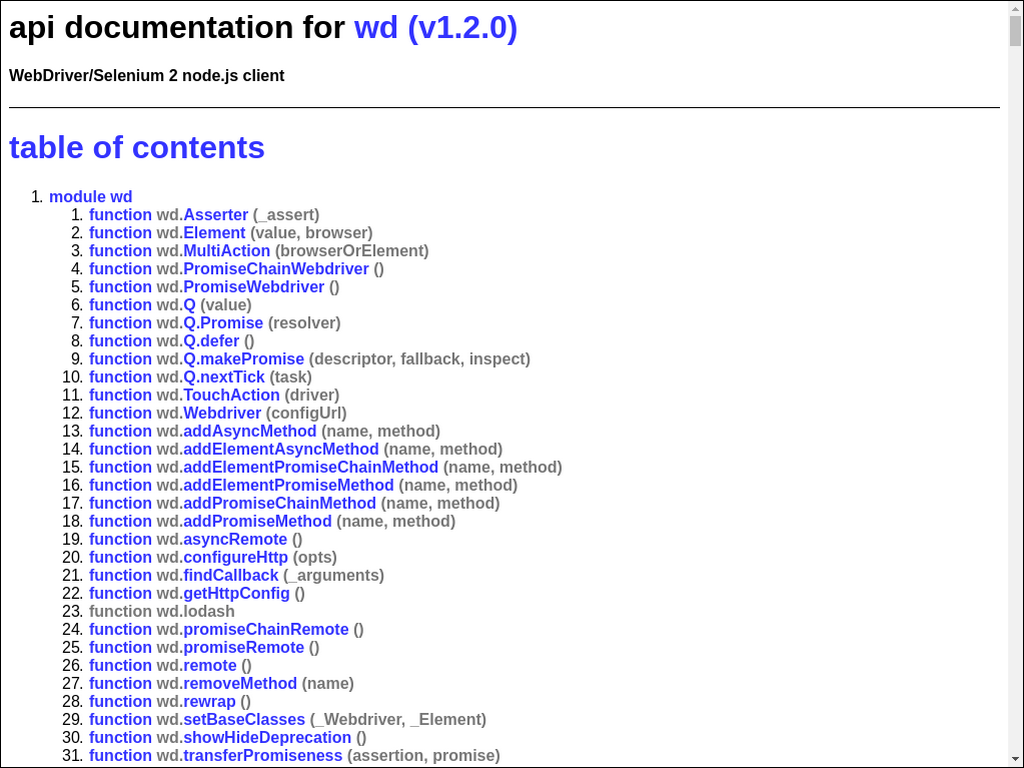 api documentation for wd (v1.2.0)
WebDriver/Selenium 2 node.js client
table of contents
1. module wd
1. function wd.Asserter (_assert)
2. function wd.Element (value, browser)
3. function wd.MultiAction (browserOrElement)
4. function wd.PromiseChainWebdriver ()
5. function wd.PromiseWebdriver ()
6. function wd.Q (value)
7. function wd.Q.Promise (resolver)
8. function wd.Q.defer ()
9. function wd.Q.makePromise (descriptor, fallback, inspect)
10. function wd.Q.nextTick (task)
11. function wd.TouchAction (driver)
12. function wd.Webdriver (configUrl)
13. function wd.addAsyncMethod (name, method)
14. function wd.addElementAsyncMethod (name, method)
15. function wd.addElementPromiseChainMethod (name, method)
16. function wd.addElementPromiseMethod (name, method)
17. function wd.addPromiseChainMethod (name, method)
18. function wd.addPromiseMethod (name, method)
19. function wd.asyncRemote ()
20. function wd.configureHttp (opts)
21. function wd.findCallback (_arguments)
22. function wd.getHttpConfig ()
23. function wd.lodash
24. function wd.promiseChainRemote ()
25. function wd.promiseRemote ()
26. function wd.remote ()
27. function wd.removeMethod (name)
28. function wd.rewrap ()
29. function wd.setBaseClasses (_Webdriver, _Element)
30. function wd.showHideDeprecation ()
31. function wd.transferPromiseness (assertion, promise)